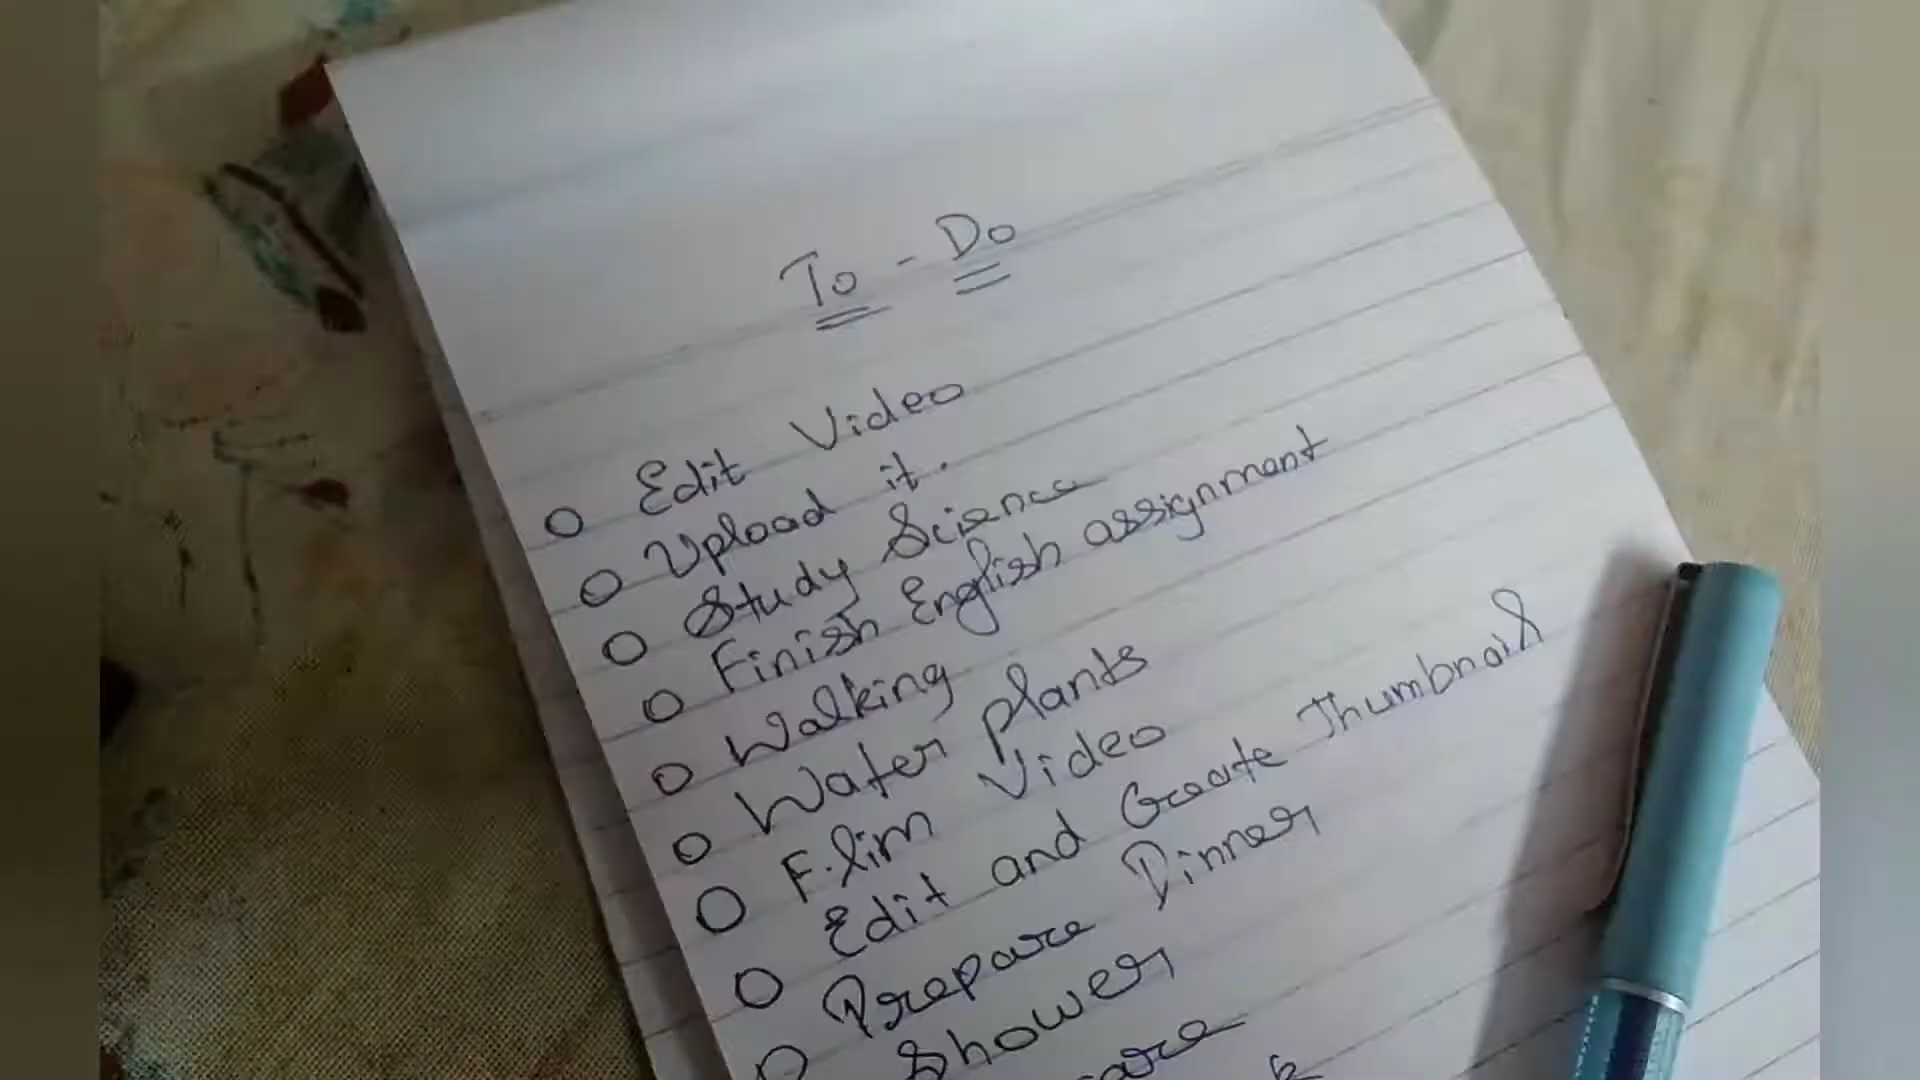 To - Do
Edit Video
Upload it.
Study Science
Finish English assignment
Walking
Water plants
Flim Video
Edit and Create Thumbnail
Prepare Dinner
Shower